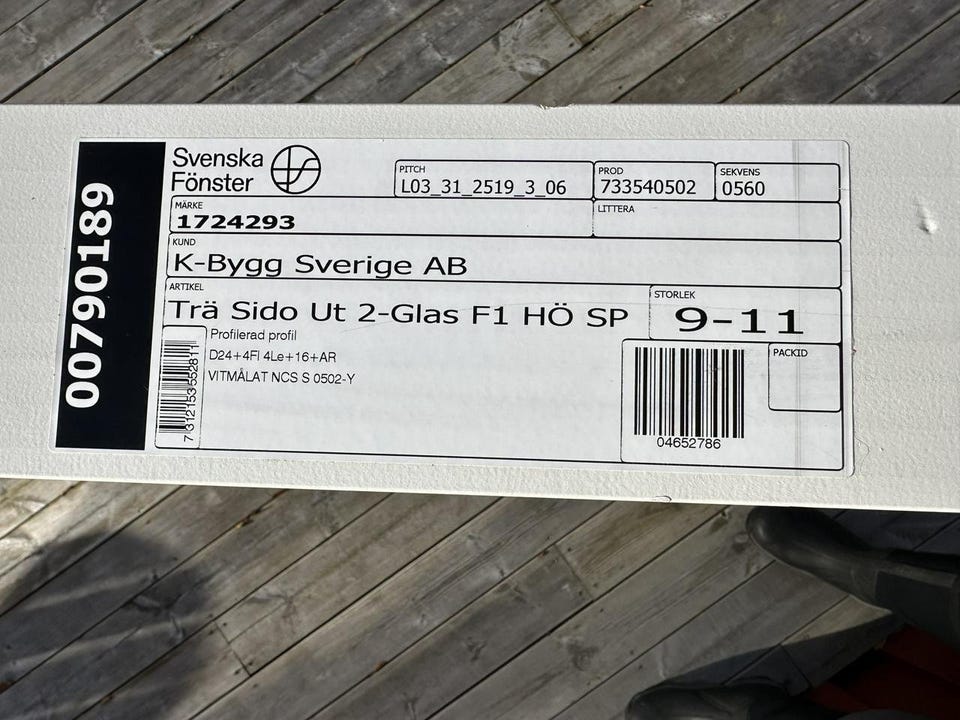 00790189
Svenska
Fönster
PITCH
L03_31_2519_3_06
PROD
733540502
SEKVENS
0560
MÄRKE
1724293
LITTERA
KUND
K-Bygg Sverige AB
ARTIKEL
Trä Sido Ut 2-Glas F1 HÖ SP
STORLEK
9-11
Profilerad profil
D24+4Fl 4Le+16+AR
VITMÅLAT NCS S 0502-Y
7312153552811
04652786
PACKID